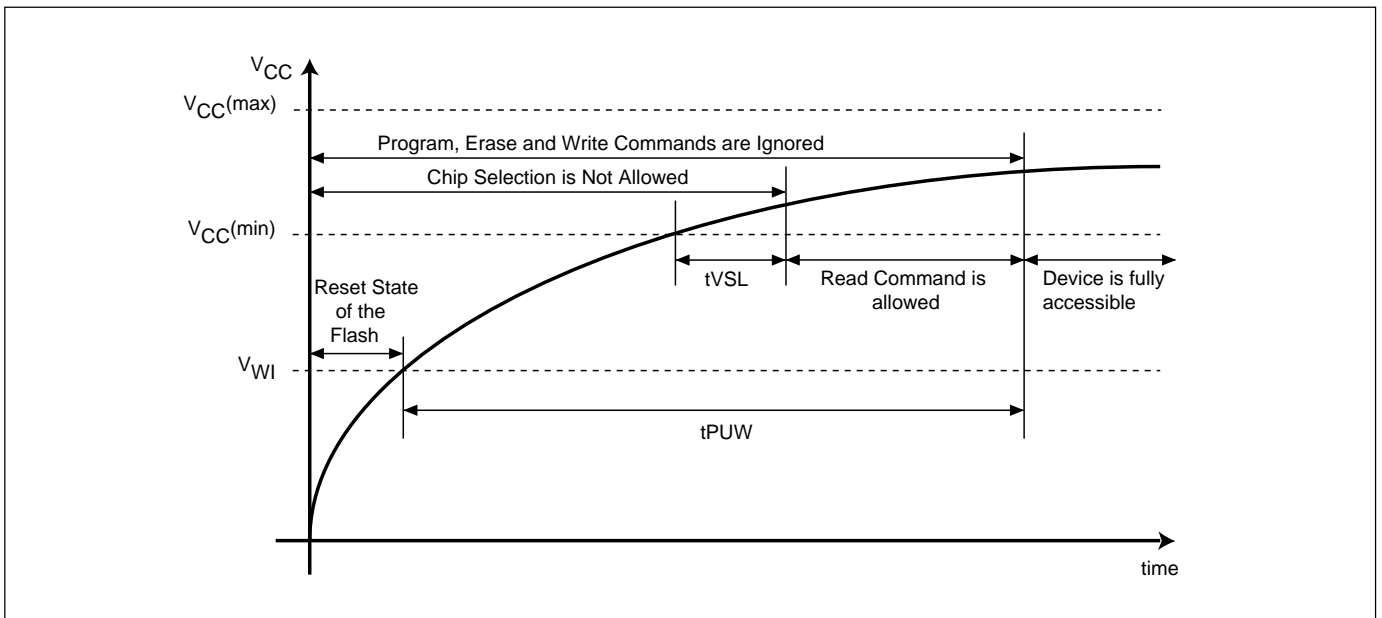 VCC
VCC(max)
Program, Erase and Write Commands are Ignored
Chip Selection is Not Allowed
VCC(min)
Reset State
of the
Flash
tVSL
Read Command is
allowed
Device is fully
accessible
VWI
tPUW
time